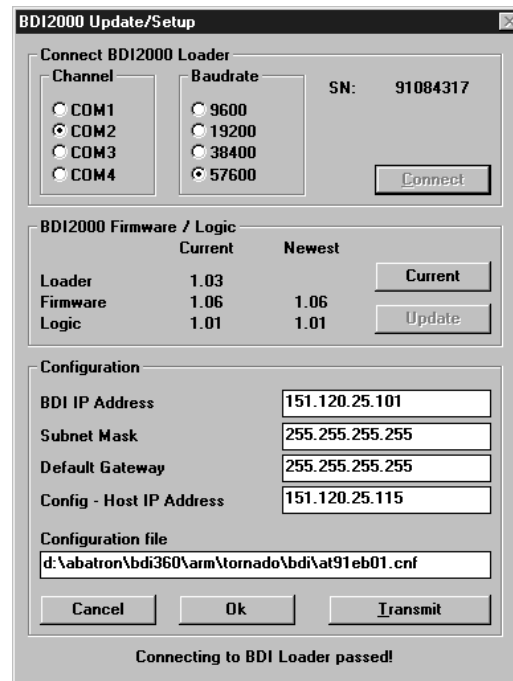 BDI2000 Update/Setup
Connect BDI2000 Loader
Channel
COM1
COM2
COM3
COM4
Baudrate
9600
19200
38400
57600
SN: 91084317
Connect
BDI2000 Firmware / Logic
Current Newest
Loader 1.03
Firmware 1.06 1.06
Logic 1.01 1.01
Current
Update
Configuration
BDI IP Address 151.120.25.101
Subnet Mask 255.255.255.255
Default Gateway 255.255.255.255
Config - Host IP Address 151.120.25.115
Configuration file
d:\abatron\bdi360\arm\tornado\bdi\at91eb01.cnf
Cancel Ok Transmit
Connecting to BDI Loader passed!